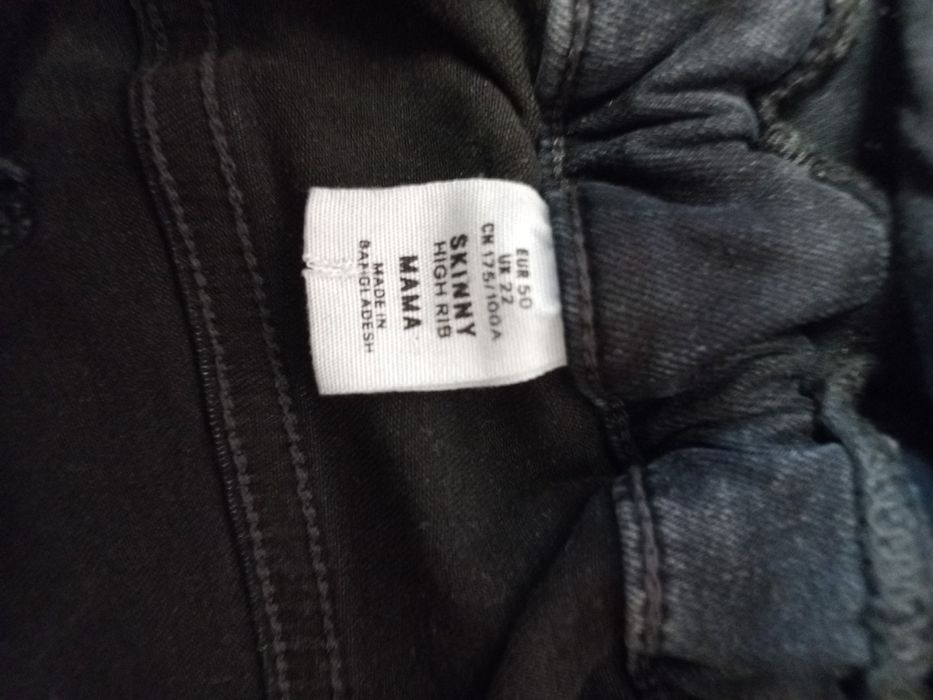 EUR 50
UK 22
CN 175/100A
SKINNY
HIGH RIB
MAMA
MADE IN
BANGLADESH